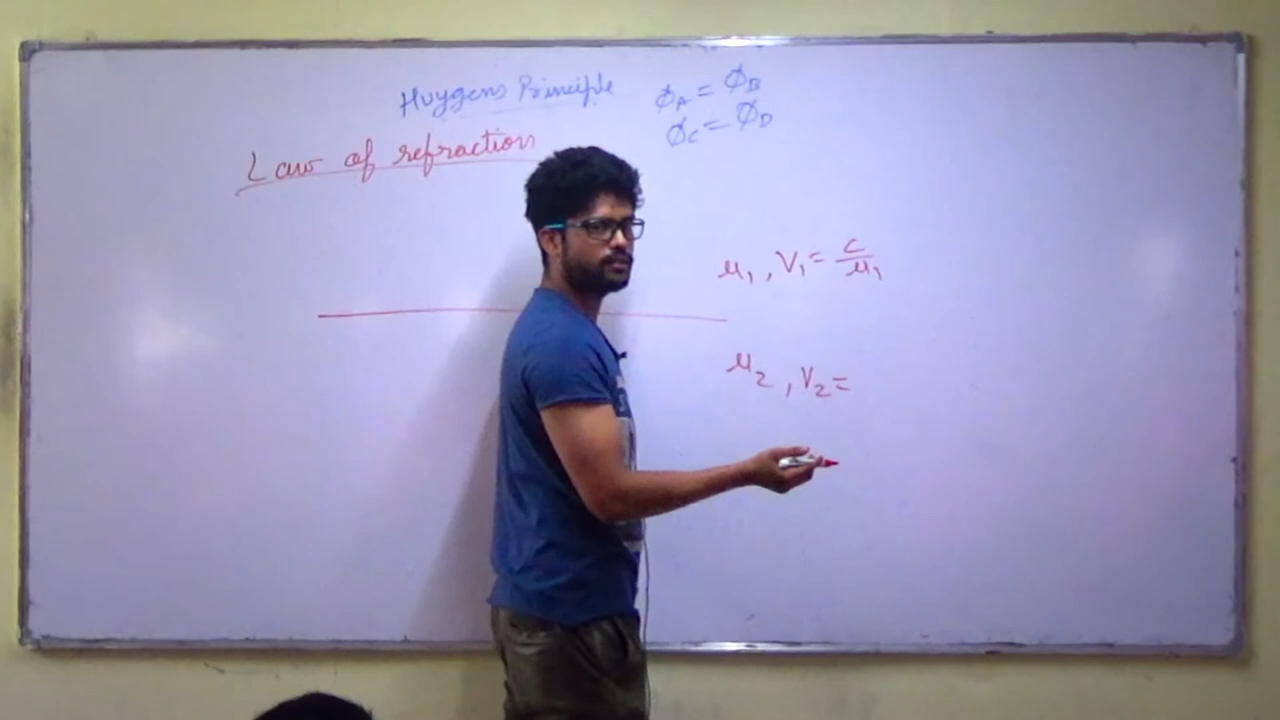 Huygens Principle
ϕA = ϕB
ϕC = ϕD
Law of refraction
μ1, V1 = c/μ1
μ2, V2 =